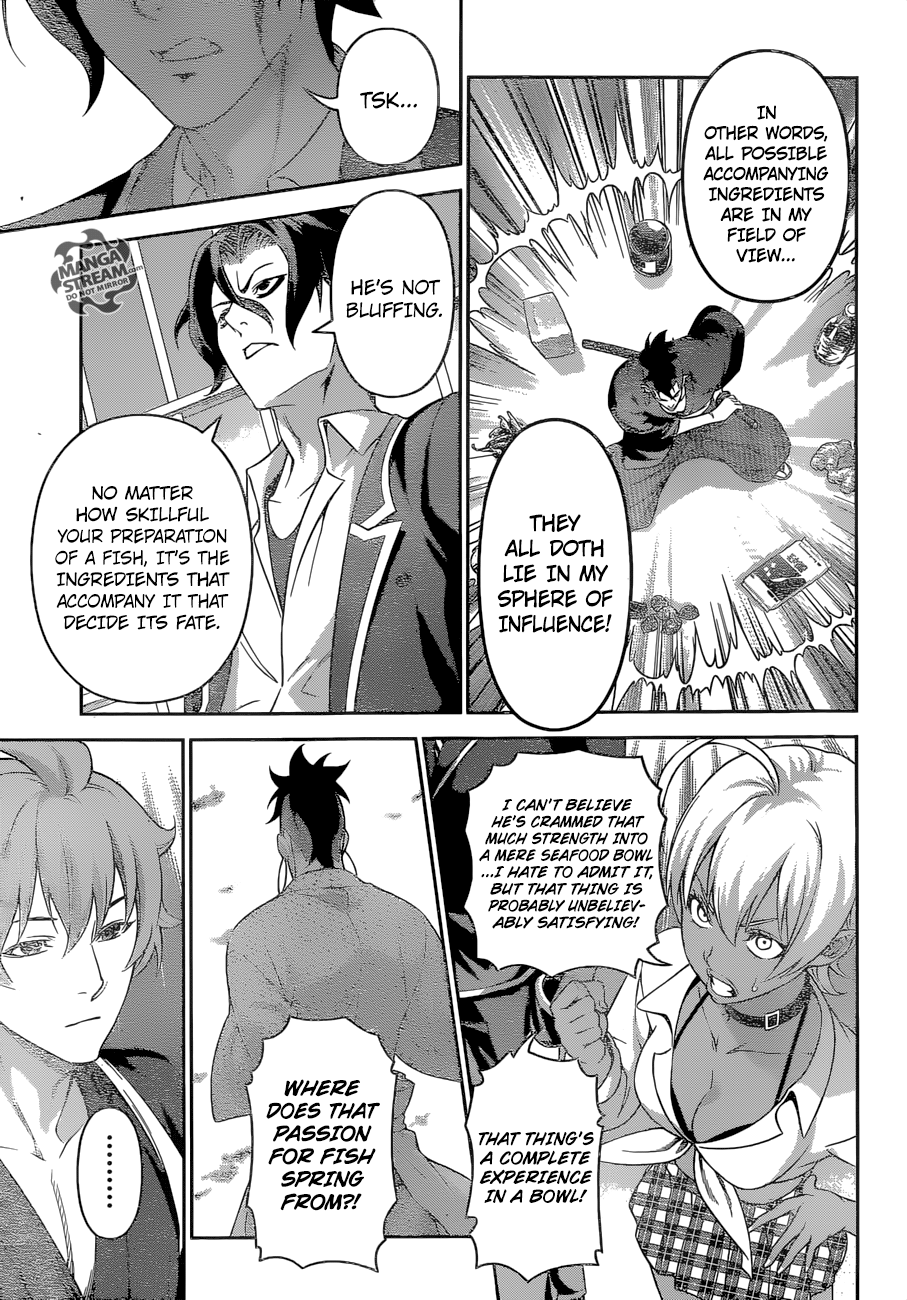 IN
OTHER WORDS,
ALL POSSIBLE
ACCOMPANYING
INGREDIENTS
ARE IN MY
FIELD OF
VIEW...
THEY
ALL DOTH
LIE IN MY
SPHERE OF
INFLUENCE!
TSK...
HE'S NOT
BLUFFING.
NO MATTER
HOW SKILLFUL
YOUR PREPARATION
OF A FISH, IT'S THE
INGREDIENTS THAT
ACCOMPANY IT THAT
DECIDE ITS FATE.
MANGA
STREAM.com
DO NOT MIRROR!
I CAN'T BELIEVE
HE'S CRAMMED THAT
MUCH STRENGTH INTO
A MERE SEAFOOD BOWL
...I HATE TO ADMIT IT,
BUT THAT THING IS
PROBABLY UNBELIEV-
ABLY SATISFYING!
THAT THING'S
A COMPLETE
EXPERIENCE
IN A BOWL!
WHERE
DOES THAT
PASSION
FOR FISH
SPRING
FROM?!
.........